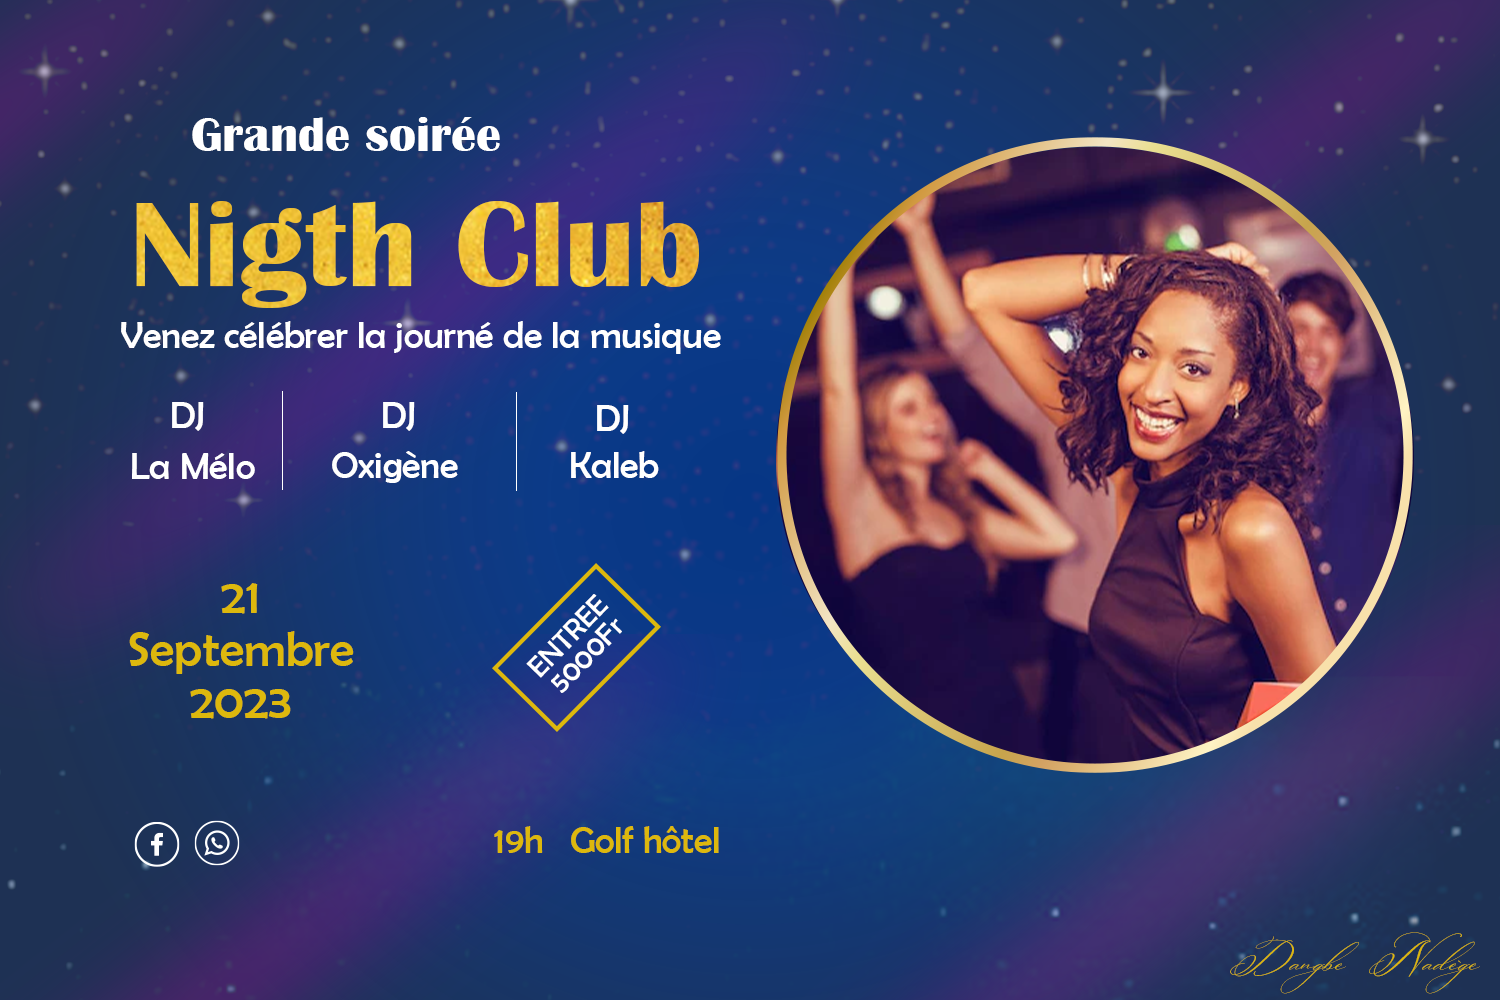 Grande soirée
Nigth Club
Venez célébrer la journé de la musique
DJ
La Mélo
DJ
Oxigène
DJ
Kaleb
21
Septembre
2023
ENTREE
5000Fr
19h Golf hôtel
Dangbe Nadège